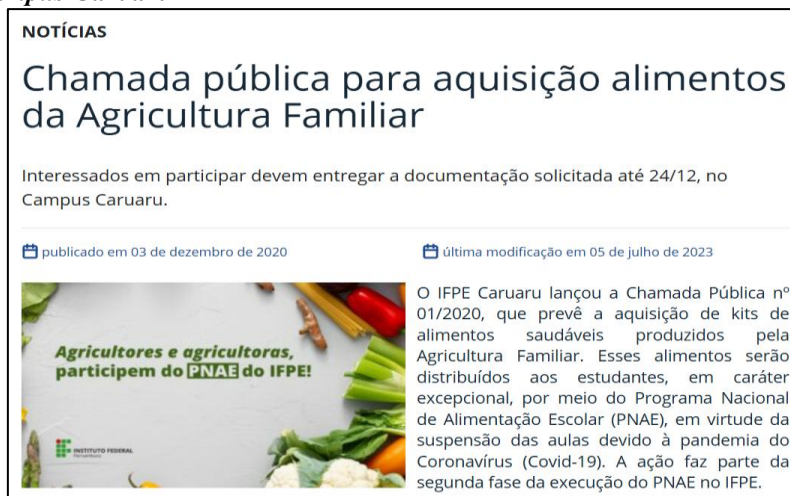 NOTÍCIAS
Chamada pública para aquisição alimentos
da Agricultura Familiar
Interessados em participar devem entregar a documentação solicitada até 24/12, no
Campus Caruaru.
publicado em 03 de dezembro de 2020
última modificação em 05 de julho de 2023
Agricultores e agricultoras,
participem do PNAE do IFPE!
INSTITUTO FEDERAL
Pernambuco
O IFPE Caruaru lançou a Chamada Pública nº
01/2020, que prevê a aquisição de kits de
alimentos saudáveis produzidos pela
Agricultura Familiar. Esses alimentos serão
distribuídos aos estudantes, em caráter
excepcional, por meio do Programa Nacional
de Alimentação Escolar (PNAE), em virtude da
suspensão das aulas devido à pandemia do
Coronavírus (Covid-19). A ação faz parte da
segunda fase da execução do PNAE no IFPE.